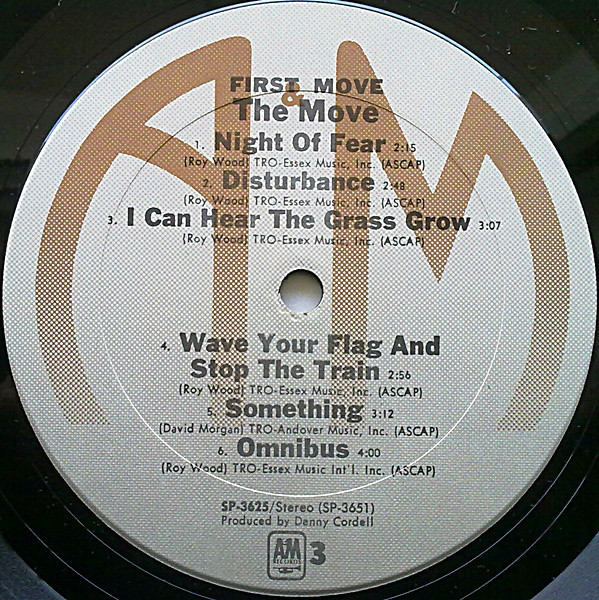 FIRST MOVE
&
The Move
1. Night Of Fear 2:15
(Roy Wood) TRO-Essex Music, Inc. (ASCAP)
2. Disturbance 2:48
(Roy Wood) TRO-Essex Music, Inc. (ASCAP)
3. I Can Hear The Grass Grow 3:07
(Roy Wood) TRO-Essex Music, Inc. (ASCAP)
4. Wave Your Flag And
Stop The Train 2:56
(Roy Wood) TRO-Essex Music, Inc. (ASCAP)
5. Something 3:12
(David Morgan) TRO-Andover Music, Inc. (ASCAP)
6. Omnibus 4:00
(Roy Wood) TRO-Essex Music Int'l. Inc. (ASCAP)
SP-3625/Stereo (SP-3651)
Produced by Denny Cordell
A&M RECORDS 3